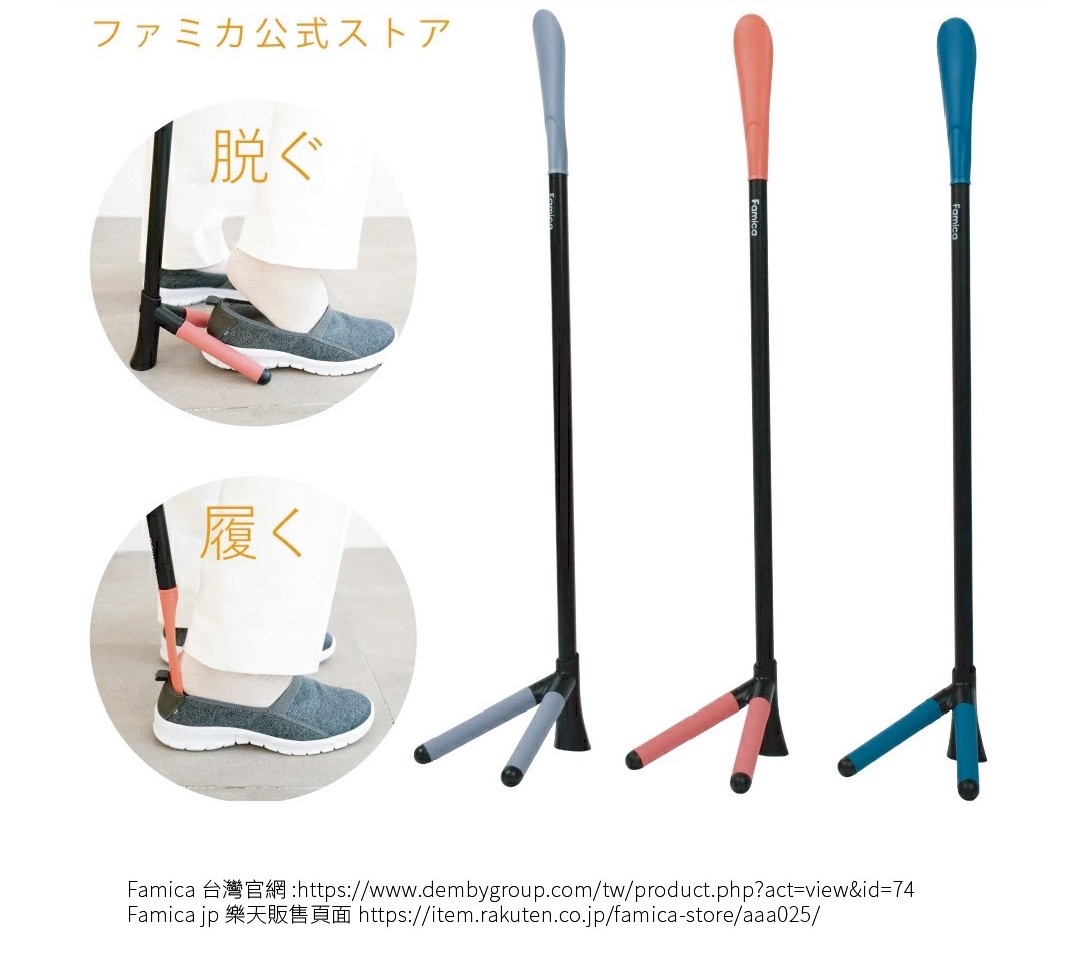 ファミカ公式ストア
脱ぐ
履く
Famica
Famica
Famica
Famica 台灣官網 :https://www.dembygroup.com/tw/product.php?act=view&id=74
Famica jp 樂天販售頁面 https://item.rakuten.co.jp/famica-store/aaa025/